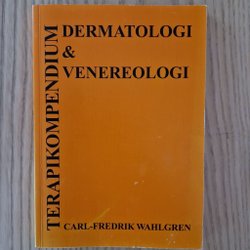 TERAPIKOMPENDIUM
DERMATOLOGI
&
VENEREOLOGI
CARL-FREDRIK WAHLGREN